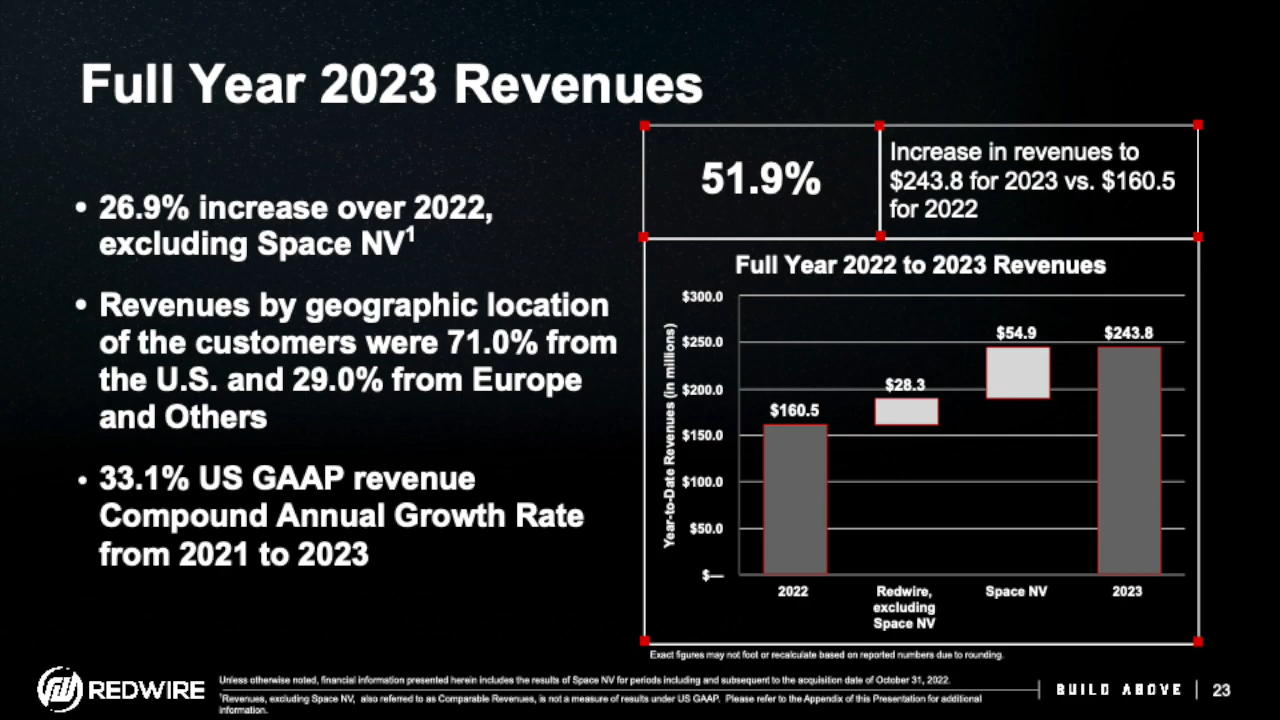 Full Year 2023 Revenues
• 26.9% increase over 2022,
excluding Space NV¹
• Revenues by geographic location
of the customers were 71.0% from
the U.S. and 29.0% from Europe
and Others
• 33.1% US GAAP revenue
Compound Annual Growth Rate
from 2021 to 2023
51.9%
Increase in revenues to
$243.8 for 2023 vs. $160.5
for 2022
Full Year 2022 to 2023 Revenues
Year-to-Date Revenues (in millions)
$300.0
$250.0
$200.0
$150.0
$100.0
$50.0
$—
$160.5
$28.3
$54.9
$243.8
2022
Redwire,
excluding
Space NV
Space NV
2023
Exact figures may not foot or recalculate based on reported numbers due to rounding.
REDWIRE
Unless otherwise noted, financial information presented herein includes the results of Space NV for periods including and subsequent to the acquisition date of October 31, 2022.
¹Revenues, excluding Space NV, also referred to as Comparable Revenues, is not a measure of results under US GAAP. Please refer to the Appendix of this Presentation for additional
information.
BUILD ABOVE
23